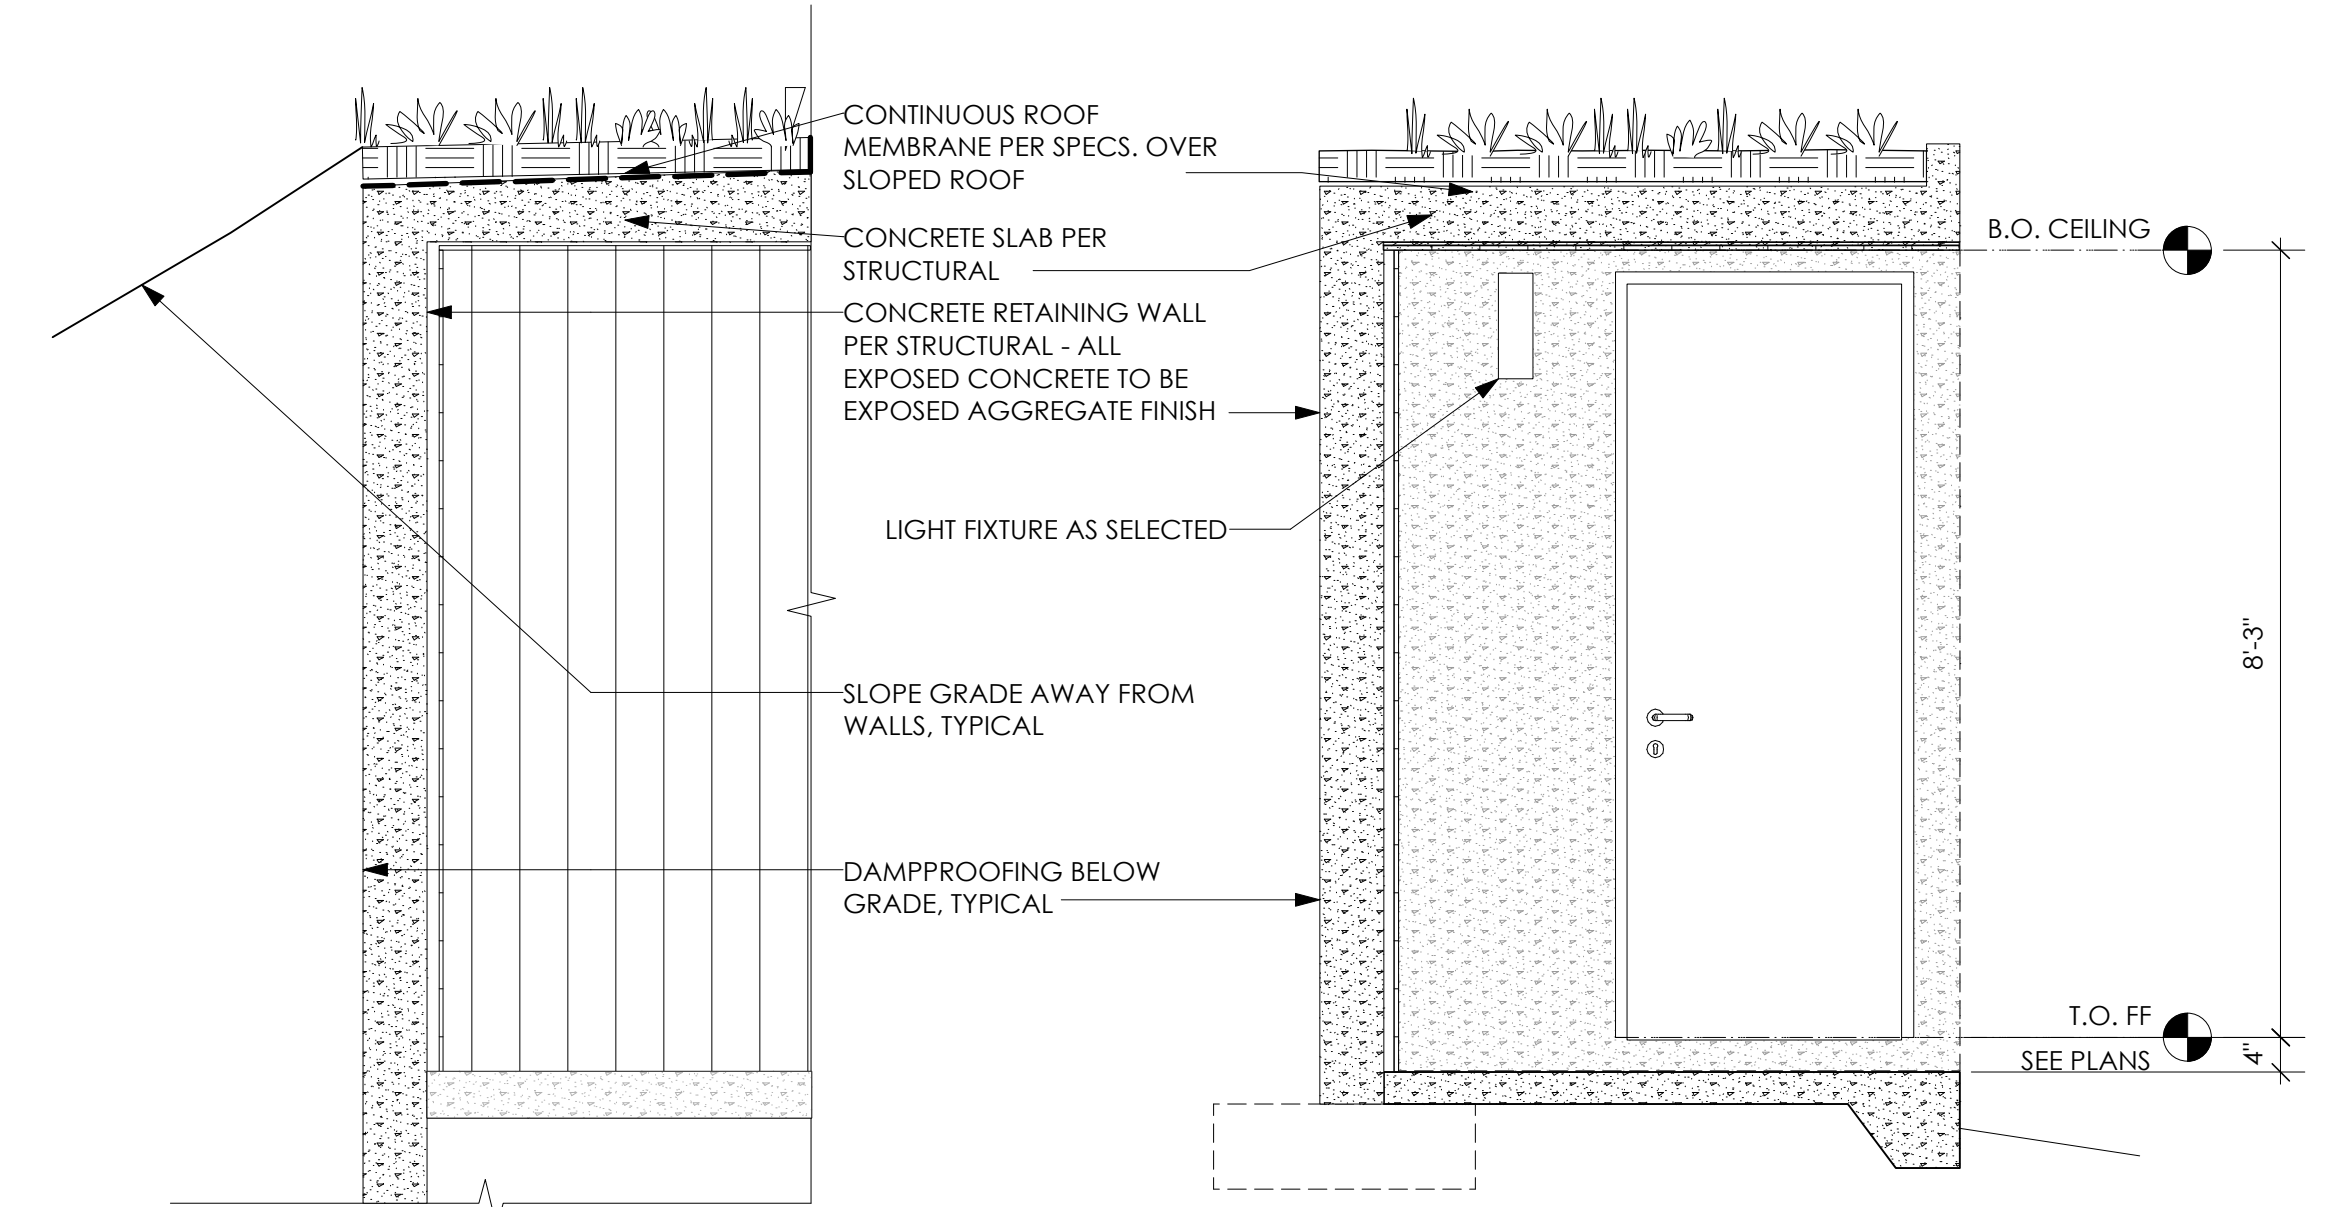 CONTINUOUS ROOF
MEMBRANE PER SPECS. OVER
SLOPED ROOF
CONCRETE SLAB PER
STRUCTURAL
CONCRETE RETAINING WALL
PER STRUCTURAL - ALL
EXPOSED CONCRETE TO BE
EXPOSED AGGREGATE FINISH
LIGHT FIXTURE AS SELECTED
SLOPE GRADE AWAY FROM
WALLS, TYPICAL
DAMPPROOFING BELOW
GRADE, TYPICAL
B.O. CEILING
8'-3"
T.O. FF
SEE PLANS
4"